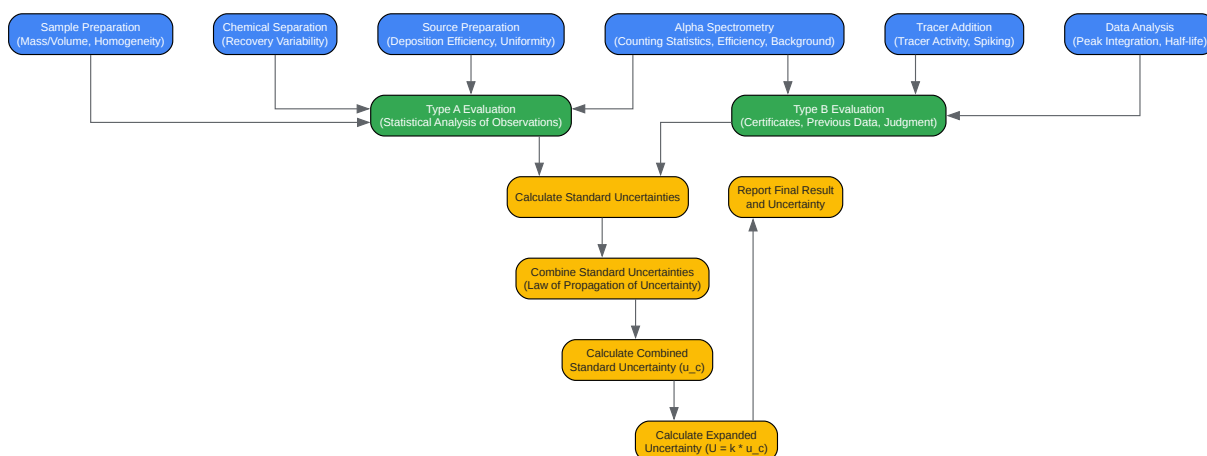 Sample Preparation
(Mass/Volume, Homogeneity)
Chemical Separation
(Recovery Variability)
Source Preparation
(Deposition Efficiency, Uniformity)
Alpha Spectrometry
(Counting Statistics, Efficiency, Background)
Tracer Addition
(Tracer Activity, Spiking)
Data Analysis
(Peak Integration, Half-life)
Type A Evaluation
(Statistical Analysis of Observations)
Type B Evaluation
(Certificates, Previous Data, Judgment)
Calculate Standard Uncertainties
Report Final Result
and Uncertainty
Combine Standard Uncertainties
(Law of Propagation of Uncertainty)
Calculate Combined
Standard Uncertainty (u_c)
Calculate Expanded
Uncertainty (U = k * u_c)